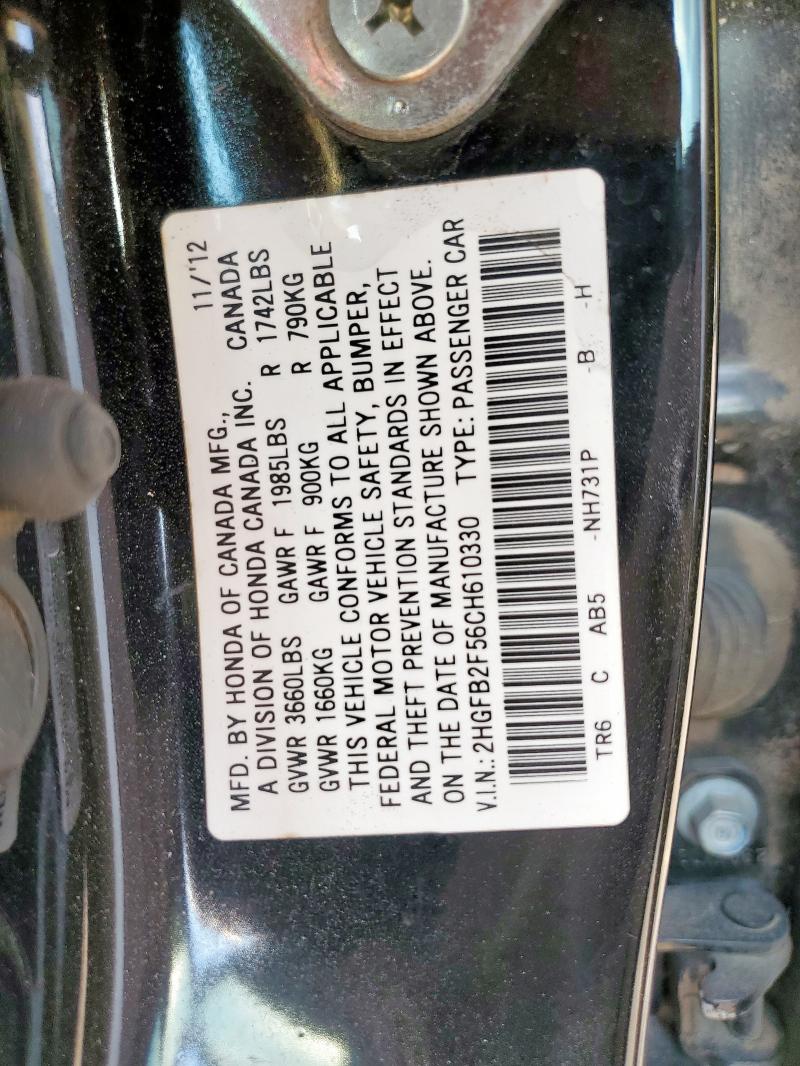 11/'12
MFD. BY HONDA OF CANADA MFG.,
A DIVISION OF HONDA CANADA INC. CANADA
GVWR 3660LBS GAWR F 1985LBS R 1742LBS
GVWR 1660KG GAWR F 900KG R 790KG
THIS VEHICLE CONFORMS TO ALL APPLICABLE
FEDERAL MOTOR VEHICLE SAFETY, BUMPER,
AND THEFT PREVENTION STANDARDS IN EFFECT
ON THE DATE OF MANUFACTURE SHOWN ABOVE.
V.I.N.: 2HGFB2F56CH610330 TYPE: PASSENGER CAR
TR6 C AB5 -NH731P -B -H